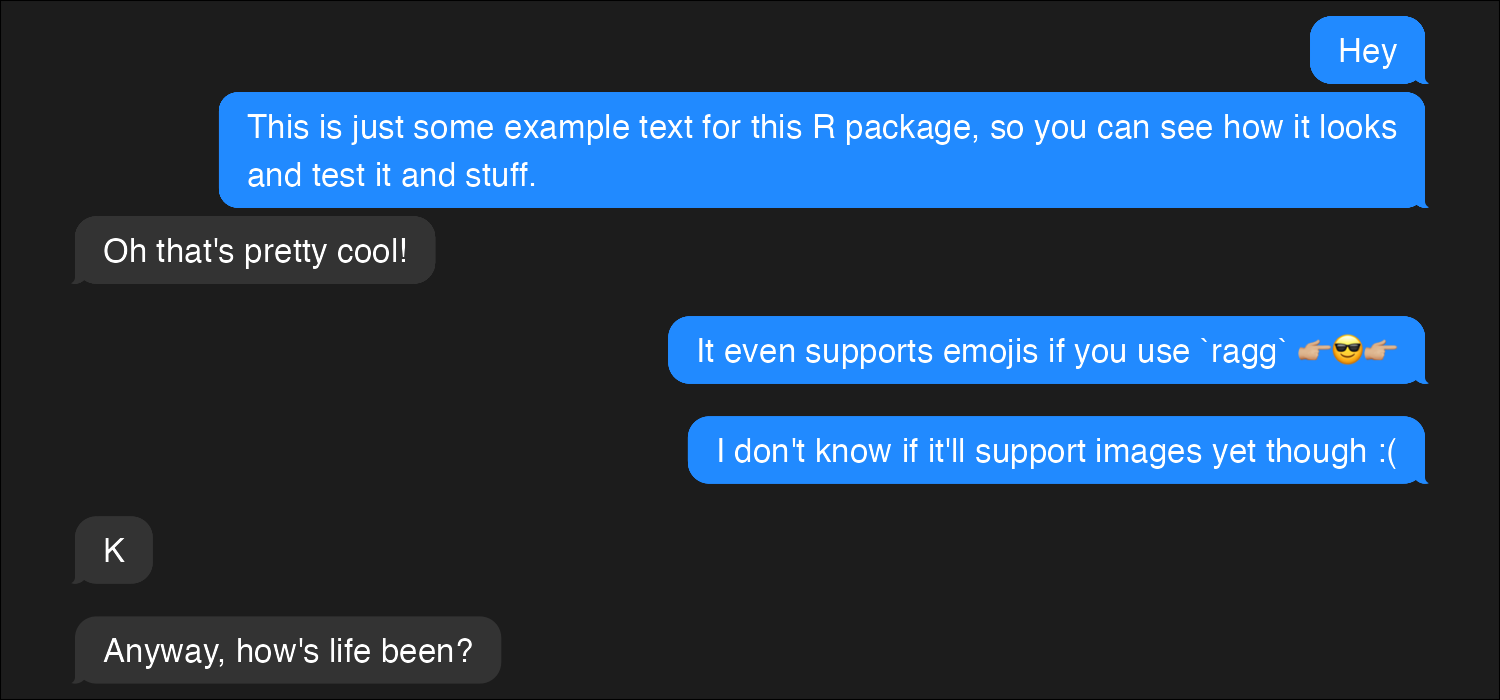 Hey
This is just some example text for this R package, so you can see how it looks
and test it and stuff.
Oh that's pretty cool!
It even supports emojis if you use `ragg` 👉🏼😎👉🏼
I don't know if it'll support images yet though :(
K
Anyway, how's life been?